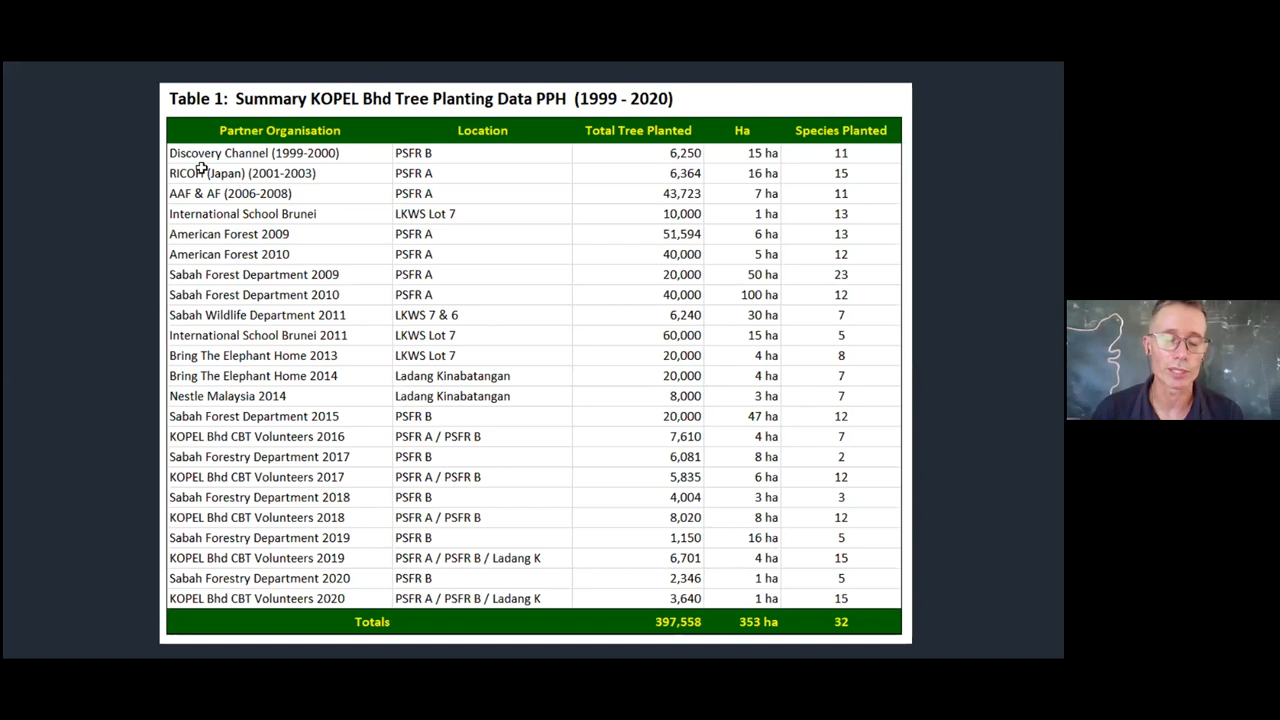 Table 1: Summary KOPEL Bhd Tree Planting Data PPH (1999 - 2020)
Partner Organisation Location Total Tree Planted Ha Species Planted
Discovery Channel (1999-2000) PSFR B 6,250 15 ha 11
RICOH (Japan) (2001-2003) PSFR A 6,364 16 ha 15
AAF & AF (2006-2008) PSFR A 43,723 7 ha 11
International School Brunei LKWS Lot 7 10,000 1 ha 13
American Forest 2009 PSFR A 51,594 6 ha 13
American Forest 2010 PSFR A 40,000 5 ha 12
Sabah Forest Department 2009 PSFR A 20,000 50 ha 23
Sabah Forest Department 2010 PSFR A 40,000 100 ha 12
Sabah Wildlife Department 2011 LKWS 7 & 6 6,240 30 ha 7
International School Brunei 2011 LKWS Lot 7 60,000 15 ha 5
Bring The Elephant Home 2013 LKWS Lot 7 20,000 4 ha 8
Bring The Elephant Home 2014 Ladang Kinabatangan 20,000 4 ha 7
Nestle Malaysia 2014 Ladang Kinabatangan 8,000 3 ha 7
Sabah Forest Department 2015 PSFR B 20,000 47 ha 12
KOPEL Bhd CBT Volunteers 2016 PSFR A / PSFR B 7,610 4 ha 7
Sabah Forestry Department 2017 PSFR B 6,081 8 ha 2
KOPEL Bhd CBT Volunteers 2017 PSFR A / PSFR B 5,835 6 ha 12
Sabah Forestry Department 2018 PSFR B 4,004 3 ha 3
KOPEL Bhd CBT Volunteers 2018 PSFR A / PSFR B 8,020 8 ha 12
Sabah Forestry Department 2019 PSFR B 1,150 16 ha 5
KOPEL Bhd CBT Volunteers 2019 PSFR A / PSFR B / Ladang K 6,701 4 ha 15
Sabah Forestry Department 2020 PSFR B 2,346 1 ha 5
KOPEL Bhd CBT Volunteers 2020 PSFR A / PSFR B / Ladang K 3,640 1 ha 15
Totals 397,558 353 ha 32